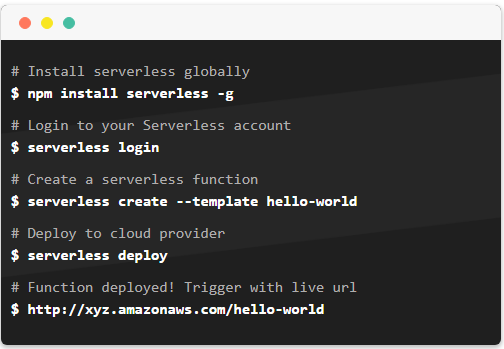 # Install serverless globally
$ npm install serverless -g
# Login to your Serverless account
$ serverless login
# Create a serverless function
$ serverless create --template hello-world
# Deploy to cloud provider
$ serverless deploy
# Function deployed! Trigger with live url
$ http://xyz.amazonaws.com/hello-world